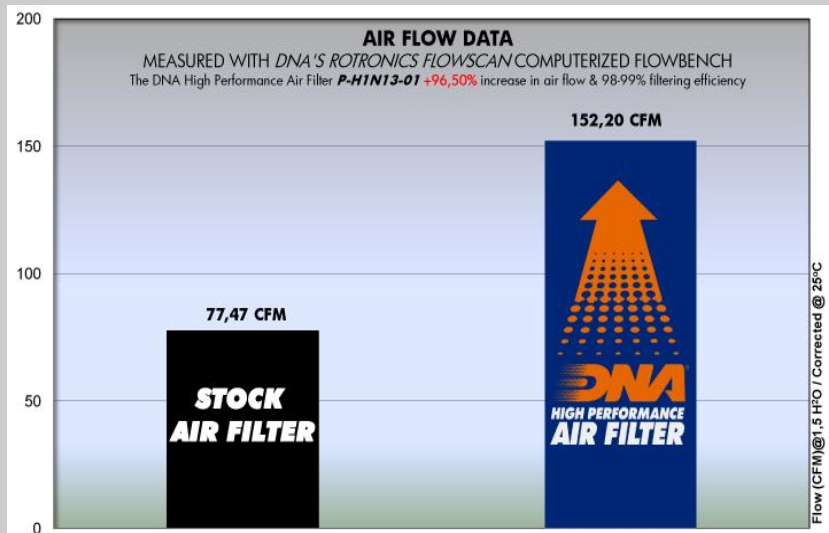 AIR FLOW DATA
MEASURED WITH DNA'S ROTRONICS FLOWSCAN COMPUTERIZED FLOWBENCH
The DNA High Performance Air Filter P-H1N13-01 +96,50% increase in air flow & 98-99% filtering efficiency
200
150
100
50
0
77,47 CFM
STOCK
AIR FILTER
152,20 CFM
DNA®
HIGH PERFORMANCE
AIR FILTER
Flow (CFM)@1,5 H²O / Corrected @ 25ºC